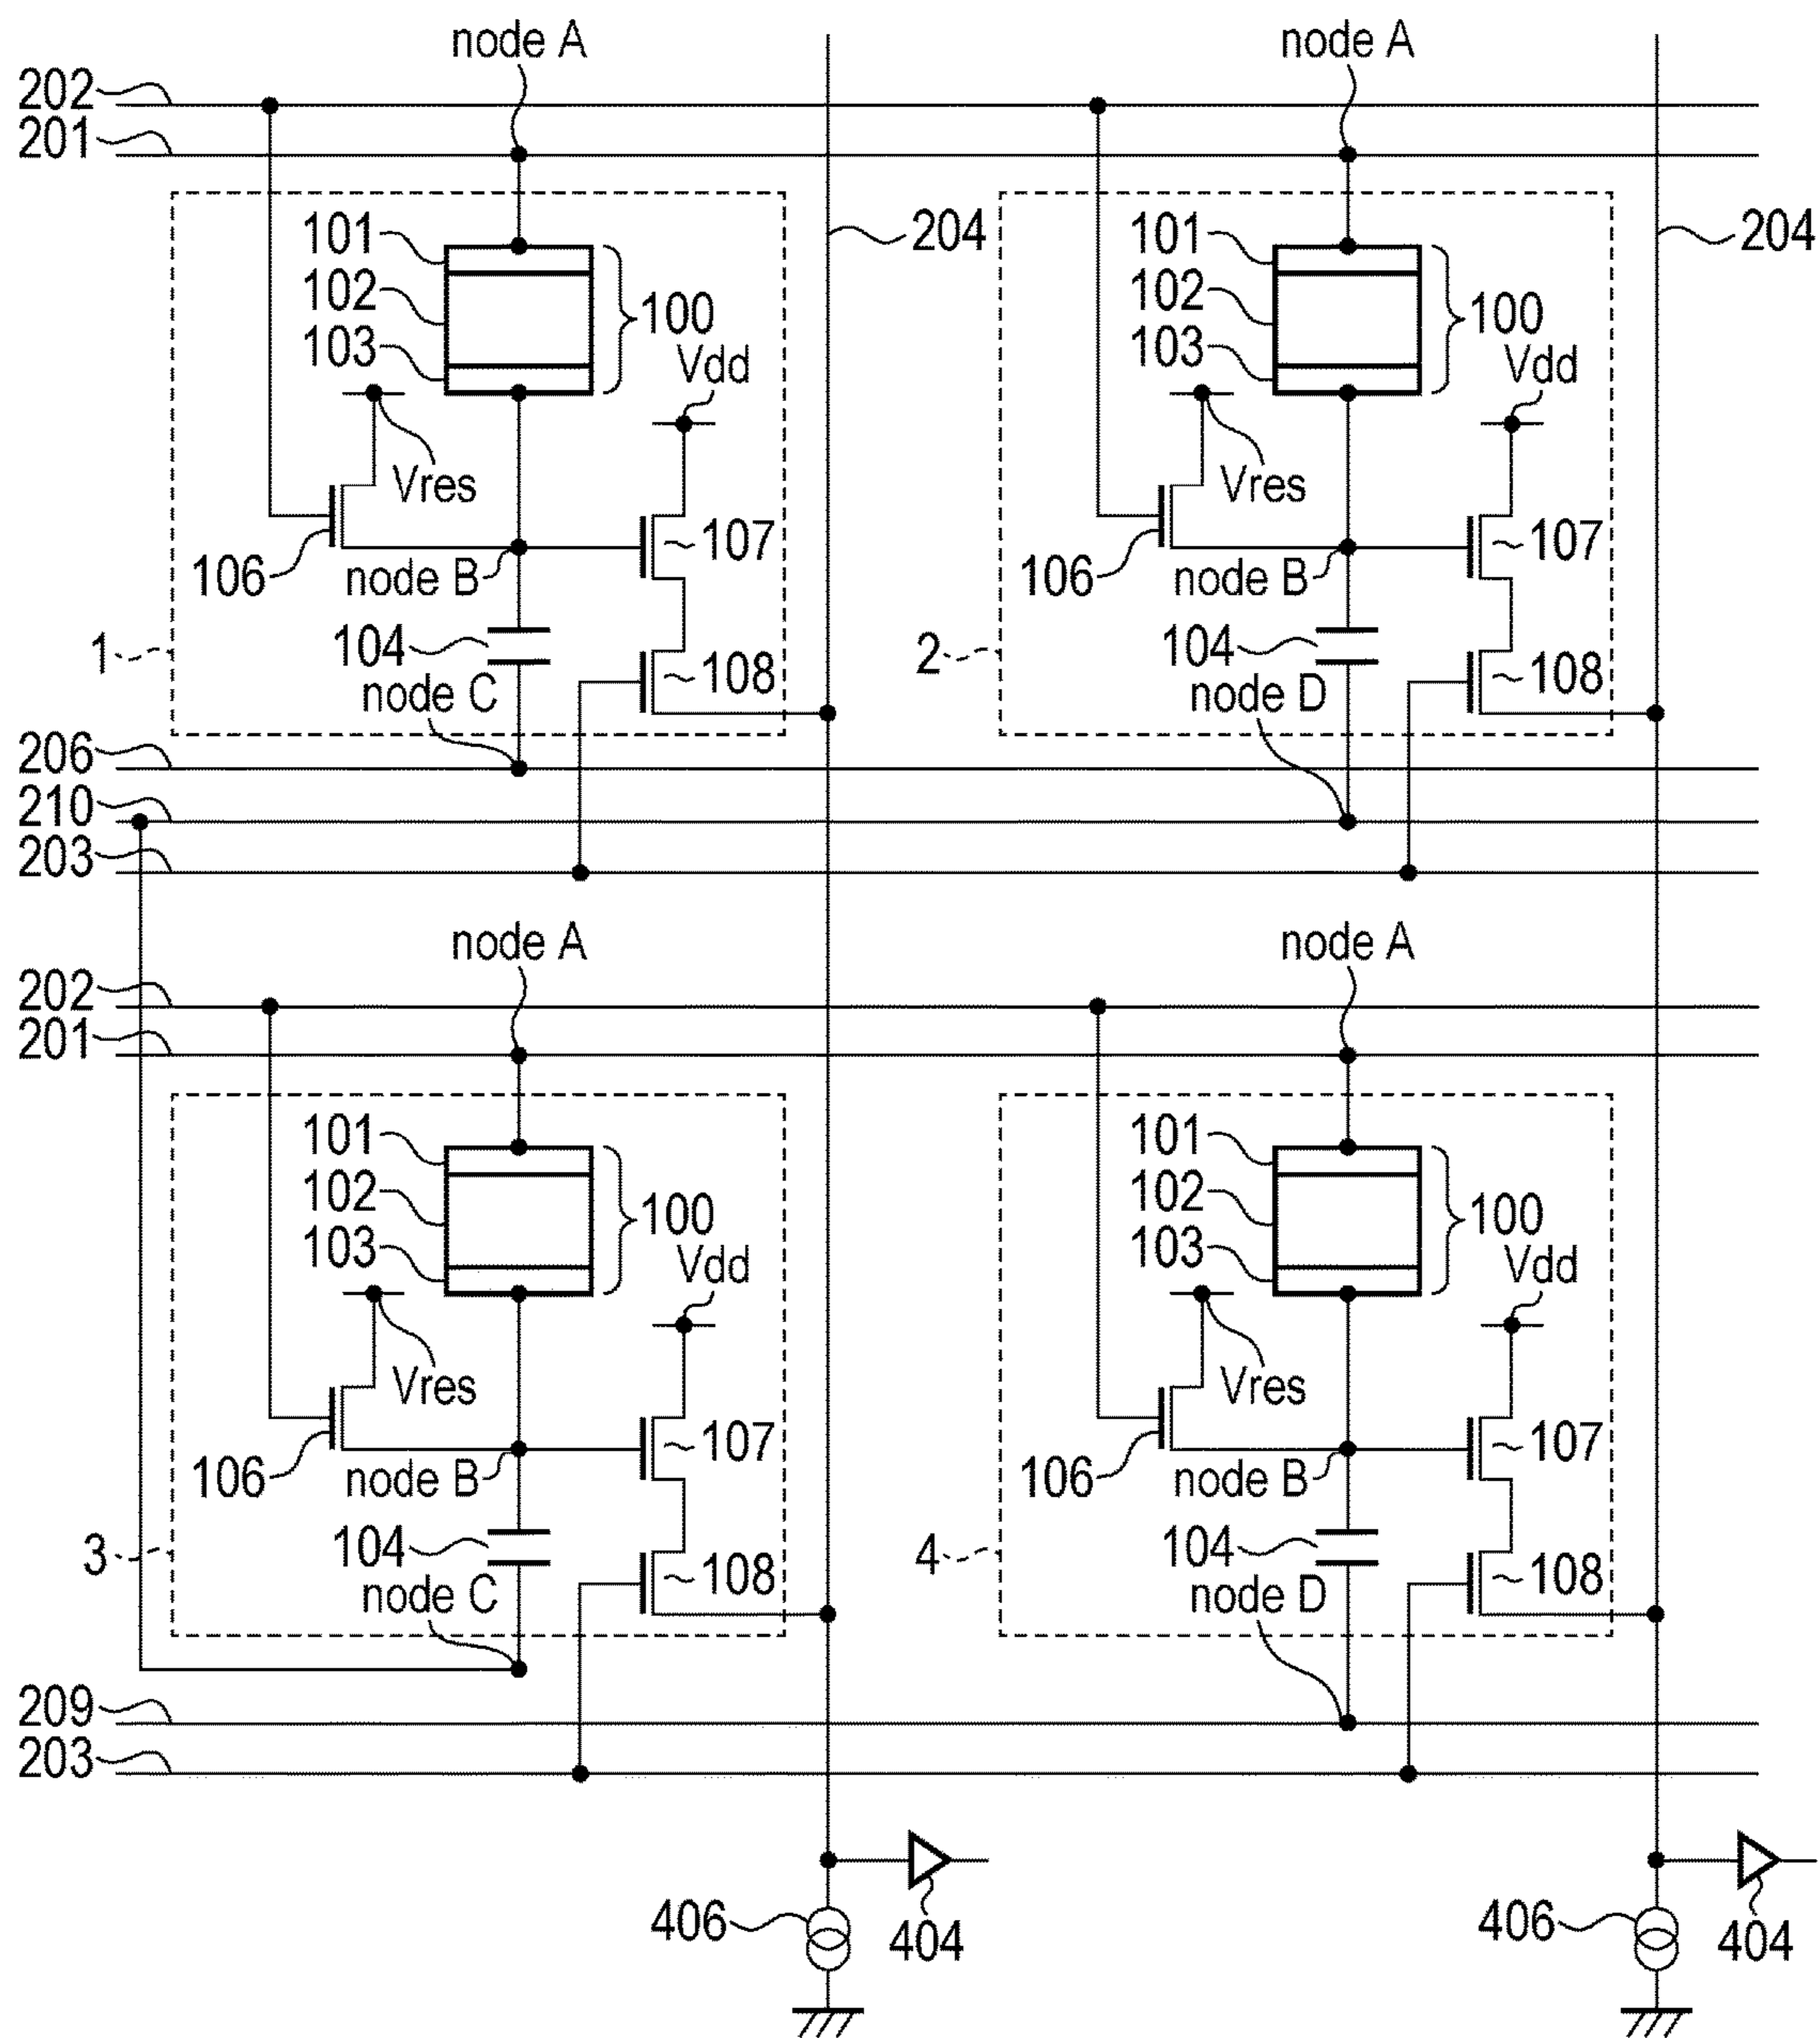 node A node A
202
201
101 101
204 204
102 100 102 100
103 Vdd 103 Vdd
Vres Vres
107 107
106 node B 106 node B
1 104 108 2 104 108
node C node D
206
210
203
node A node A
202
201
101 101
102 100 102 100
103 Vdd 103 Vdd
Vres Vres
107 107
106 node B 106 node B
3 104 108 4 104 108
node C node D
209
203
406 404 406 404